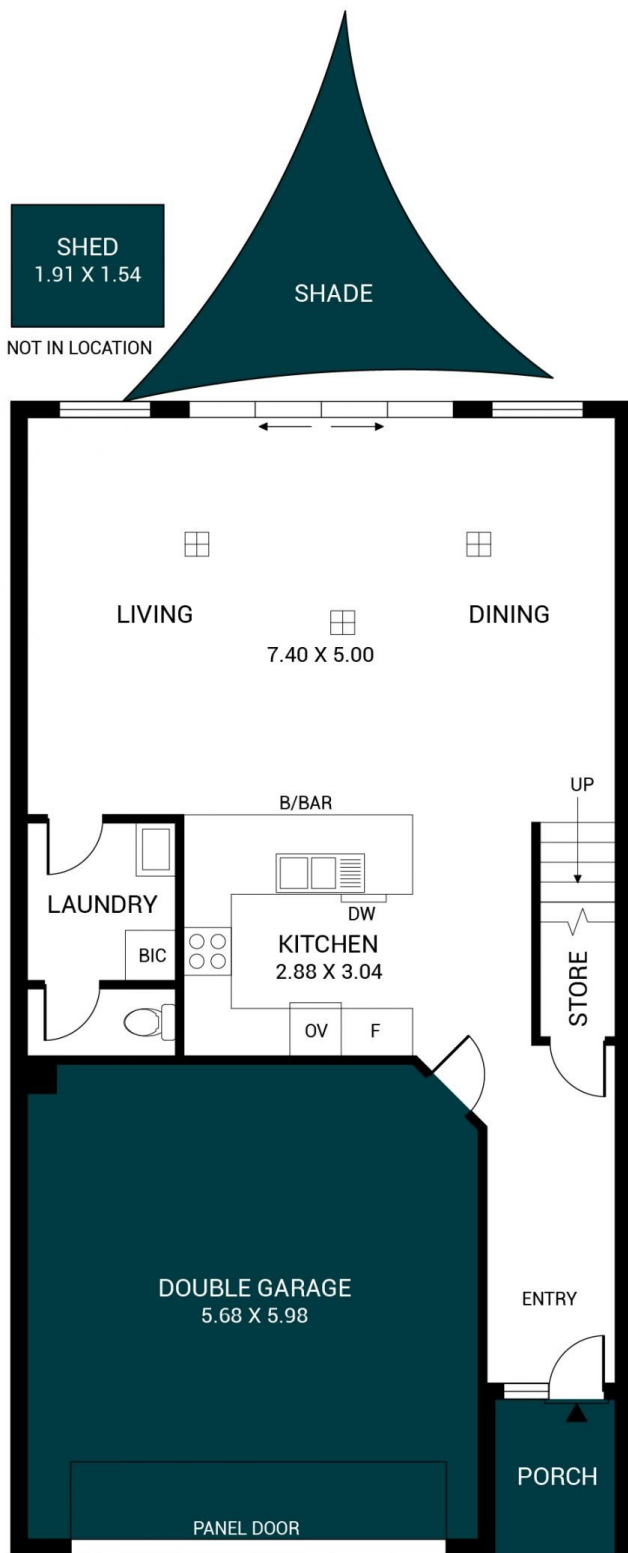 SHED
1.91 X 1.54
SHADE
NOT IN LOCATION
LIVING
DINING
7.40 X 5.00
UP
B/BAR
LAUNDRY
DW
KITCHEN
2.88 X 3.04
BIC
STORE
OV
F
DOUBLE GARAGE
5.68 X 5.98
ENTRY
PORCH
PANEL DOOR